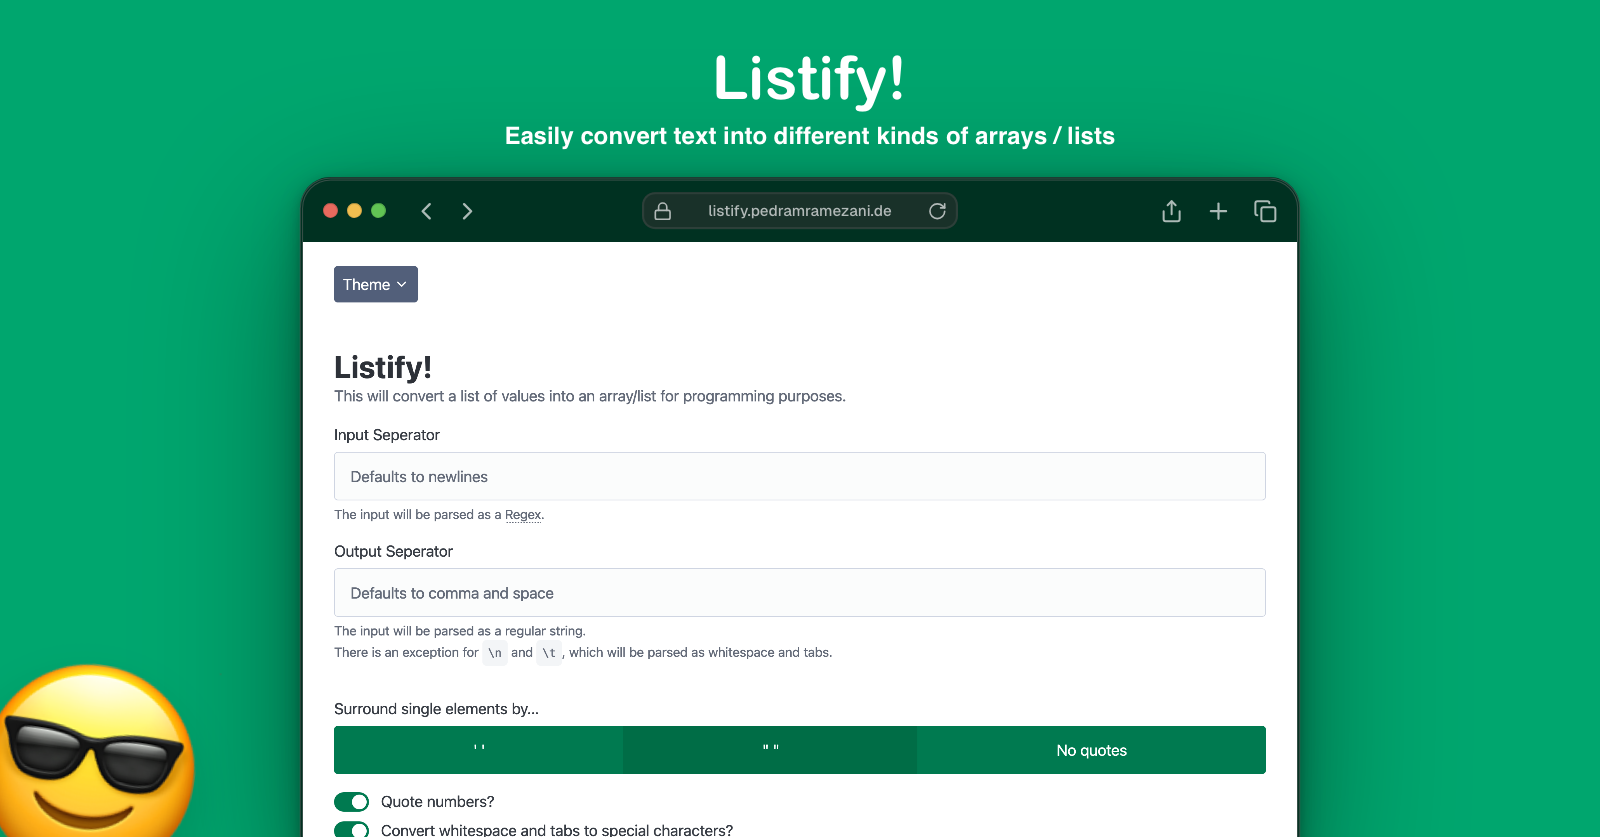 Listify!
Easily convert text into different kinds of arrays / lists
listify.pedramramezani.de
Theme
Listify!
This will convert a list of values into an array/list for programming purposes.
Input Seperator
Defaults to newlines
The input will be parsed as a Regex.
Output Seperator
Defaults to comma and space
The input will be parsed as a regular string.
There is an exception for \n and \t, which will be parsed as whitespace and tabs.
Surround single elements by...
' ' " " No quotes
Quote numbers?
Convert whitespace and tabs to special characters?